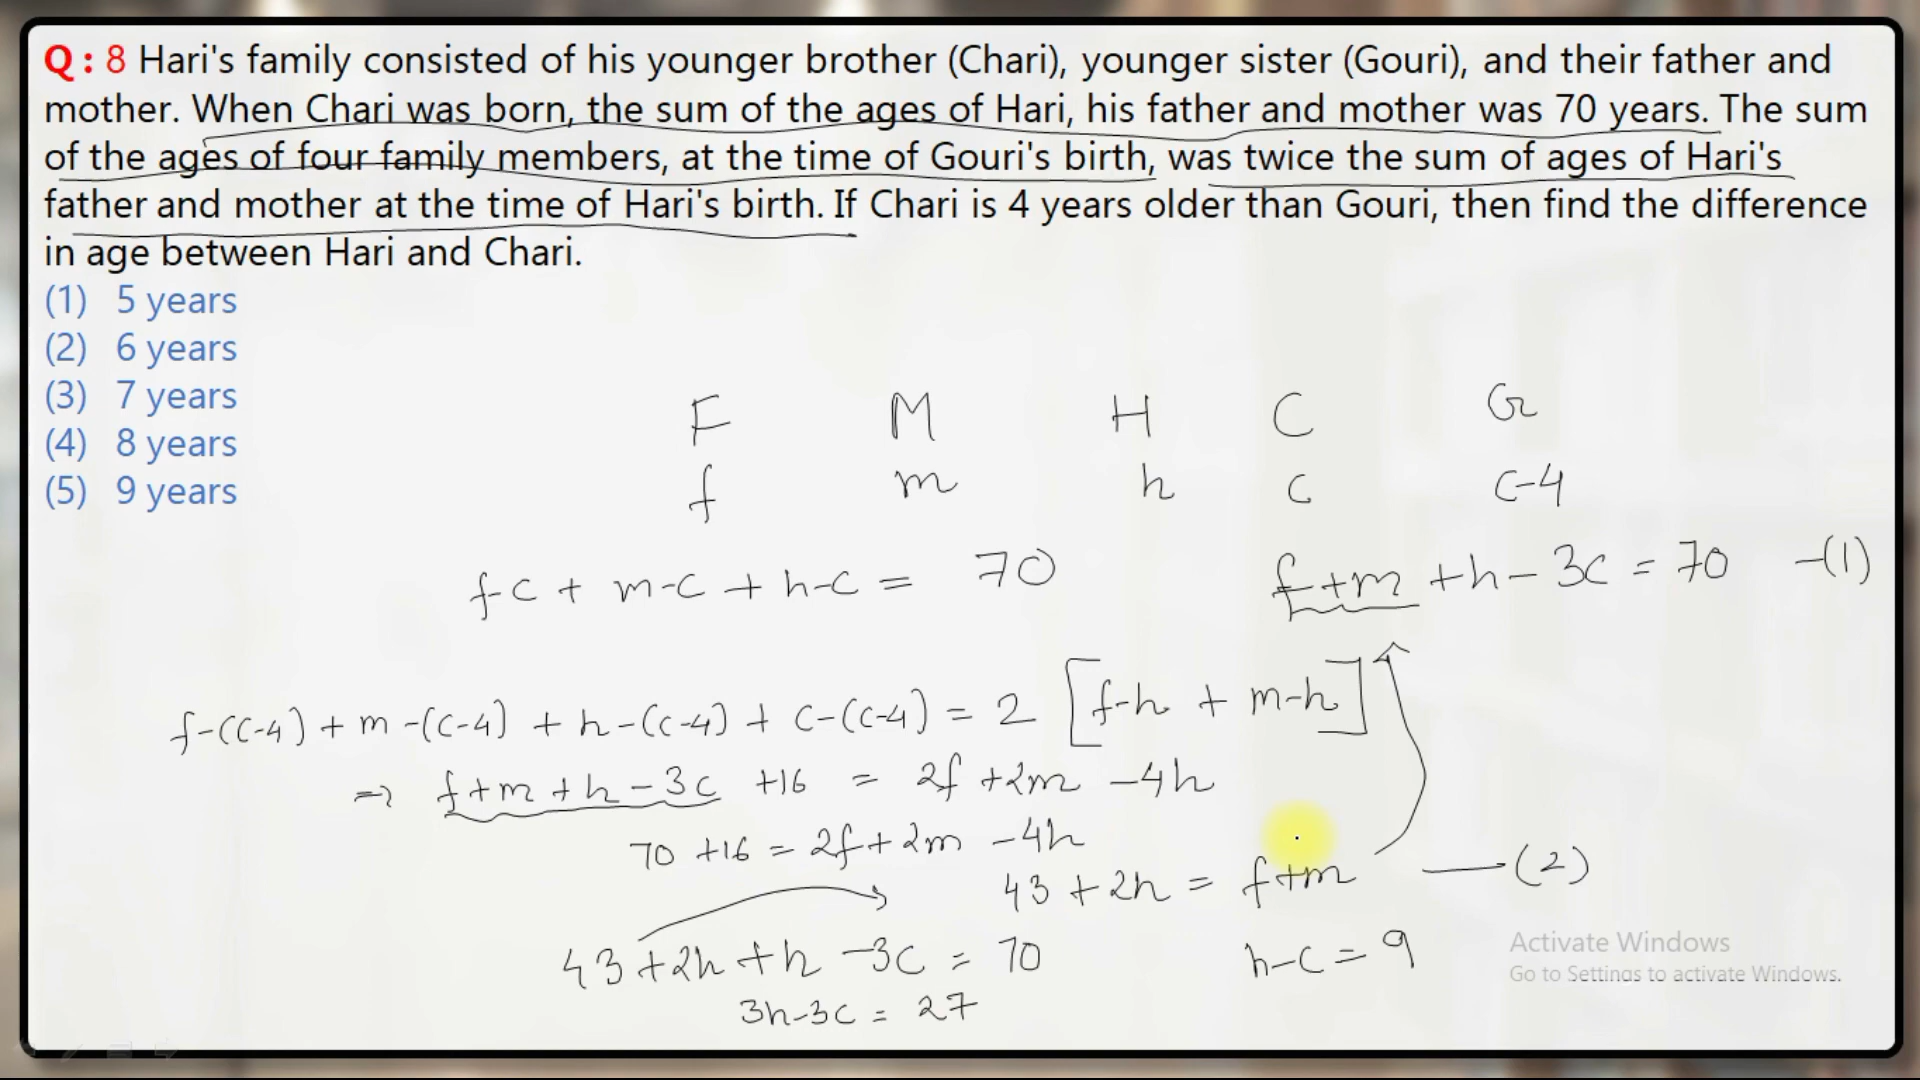 Q : 8 Hari's family consisted of his younger brother (Chari), younger sister (Gouri), and their father and
mother. When Chari was born, the sum of the ages of Hari, his father and mother was 70 years. The sum
of the ages of four family members, at the time of Gouri's birth, was twice the sum of ages of Hari's
father and mother at the time of Hari's birth. If Chari is 4 years older than Gouri, then find the difference
in age between Hari and Chari.
(1) 5 years
(2) 6 years
(3) 7 years
(4) 8 years
(5) 9 years
F M H C G
f m h c c-4
f-c + m-c + h-c = 70
f+m +h-3c = 70 -(1)
f-(c-4) + m-(c-4) + h-(c-4) + c-(c-4) = 2 [f-h + m-h]
⇒ f+m+h-3c +16 = 2f+2m-4h
70+16 = 2f+2m-4h
43+2h = f+m —(2)
43+2h+h-3c = 70
h-c = 9
3h-3c = 27
Activate Windows
Go to Settings to activate Windows.